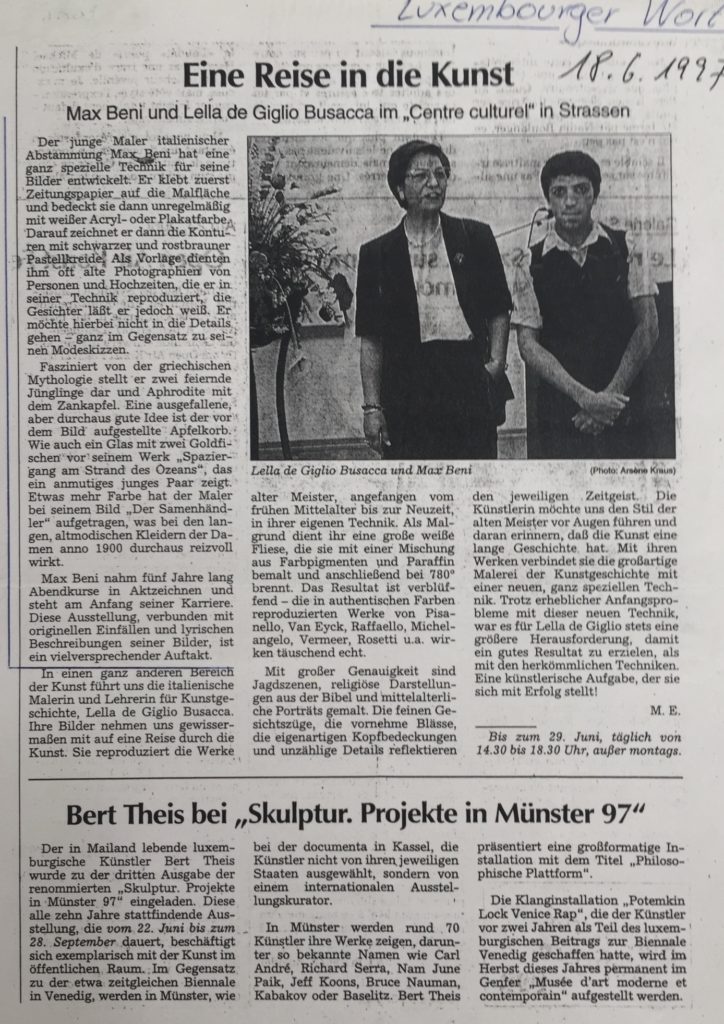 Luxembourger Wort
18.6.1997
Eine Reise in die Kunst
Max Beni und Lella de Giglio Busacca im „Centre culturel“ in Strassen
Der junge Maler italienischer
Abstammung Max Beni hat eine
ganz spezielle Technik für seine
Bilder entwickelt. Er klebt zuerst
Zeitungspapier auf die Malfläche
und bedeckt sie dann unregelmäßig
mit weißer Acryl- oder Plakatfarbe.
Darauf zeichnet er dann die Kontu-
ren mit schwarzer und rostbrauner
Pastellkreide. Als Vorlage dienten
ihm oft alte Photographien von
Personen und Hochzeiten, die er in
seiner Technik reproduziert, die
Gesichter läßt er jedoch weiß. Er
möchte hierbei nicht in die Details
gehen – ganz im Gegensatz zu sei-
nen Modeskizzen.
Fasziniert von der griechischen
Mythologie stellt er zwei feiernde
Jünglinge dar und Aphrodite mit
dem Zankapfel. Eine ausgefallene,
aber durchaus gute Idee ist der vor
dem Bild aufgestellte Apfelkorb.
Wie auch ein Glas mit zwei Goldfi-
schen vor seinem Werk „Spazier-
gang am Strand des Ozeans“, das
ein anmutiges junges Paar zeigt.
Etwas mehr Farbe hat der Maler
bei seinem Bild „Der Samenhänd-
ler“ aufgetragen, was bei den lan-
gen, altmodischen Kleidern der Da-
men anno 1900 durchaus reizvoll
wirkt.
Max Beni nahm fünf Jahre lang
Abendkurse in Aktzeichnen und
steht am Anfang seiner Karriere.
Diese Ausstellung, verbunden mit
originellen Einfällen und lyrischen
Beschreibungen seiner Bilder, ist
ein vielversprechender Auftakt.
In einen ganz anderen Bereich
der Kunst führt uns die italienische
Malerin und Lehrerin für Kunstge-
schichte, Lella de Giglio Busacca.
Ihre Bilder nehmen uns gewisser-
maßen mit auf eine Reise durch die
Kunst. Sie reproduziert die Werke
Lella de Giglio Busacca und Max Beni
(Photo: Arsène Kraus)
alter Meister, angefangen vom
frühen Mittelalter bis zur Neuzeit,
in ihrer eigenen Technik. Als Mal-
grund dient ihr eine große weiße
Fliese, die sie mit einer Mischung
aus Farbpigmenten und Paraffin
bemalt und anschließend bei 780°
brennt. Das Resultat ist verblüf-
fend – die in authentischen Farben
reproduzierten Werke von Pisa-
nello, Van Eyck, Raffaello, Michel-
angelo, Vermeer, Rosetti u.a. wir-
ken täuschend echt.
Mit großer Genauigkeit sind
Jagdszenen, religiöse Darstellun-
gen aus der Bibel und mittelalterli-
che Porträts gemalt. Die feinen Ge-
sichtszüge, die vornehme Blässe,
die eigenartigen Kopfbedeckungen
und unzählige Details reflektieren
den jeweiligen Zeitgeist. Die
Künstlerin möchte uns den Stil der
alten Meister vor Augen führen und
daran erinnern, daß die Kunst eine
lange Geschichte hat. Mit ihren
Werken verbindet sie die großartige
Malerei der Kunstgeschichte mit
einer neuen, ganz speziellen Tech-
nik. Trotz erheblicher Anfangspro-
bleme mit dieser neuen Technik,
war es für Lella de Giglio stets eine
größere Herausforderung, damit
ein gutes Resultat zu erzielen, als
mit den herkömmlichen Techniken.
Eine künstlerische Aufgabe, der sie
sich mit Erfolg stellt!
M. E.
Bis zum 29. Juni, täglich von
14.30 bis 18.30 Uhr, außer montags.
Bert Theis bei „Skulptur. Projekte in Münster 97“
Der in Mailand lebende luxem-
burgische Künstler Bert Theis
wurde zu der dritten Ausgabe der
renommierten „Skulptur. Projekte
in Münster 97“ eingeladen. Diese
alle zehn Jahre stattfindende Aus-
stellung, die vom 22. Juni bis zum
28. September dauert, beschäftigt
sich exemplarisch mit der Kunst im
öffentlichen Raum. Im Gegensatz
zu der etwa zeitgleichen Biennale
in Venedig, werden in Münster, wie
bei der documenta in Kassel, die
Künstler nicht von ihren jeweiligen
Staaten ausgewählt, sondern von
einem internationalen Ausstel-
lungskurator.
In Münster werden rund 70
Künstler ihre Werke zeigen, darun-
ter so bekannte Namen wie Carl
André, Richard Serra, Nam June
Paik, Jeff Koons, Bruce Nauman,
Kabakov oder Baselitz. Bert Theis
präsentiert eine großformatige In-
stallation mit dem Titel „Philoso-
phische Plattform“.
Die Klanginstallation „Potemkin
Lock Venice Rap“, die der Künstler
vor zwei Jahren als Teil des luxem-
burgischen Beitrags zur Biennale
Venedig geschaffen hatte, wird im
Herbst dieses Jahres permanent im
Genfer „Musée d'art moderne et
contemporain“ aufgestellt werden.